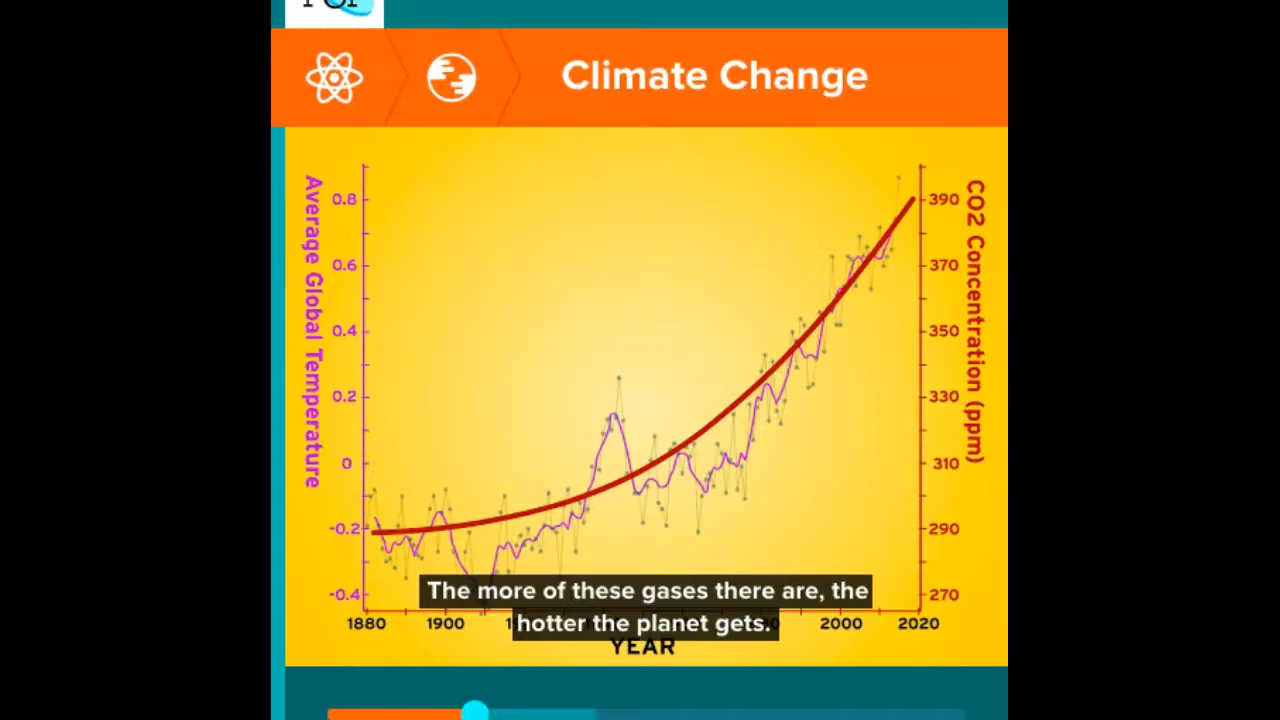 Climate Change
Average Global Temperature
0.8
0.6
0.4
0.2
0
-0.2
-0.4
CO2 Concentration (ppm)
390
370
350
330
310
290
270
The more of these gases there are, the
hotter the planet gets.
1880 1900 2000 2020
YEAR